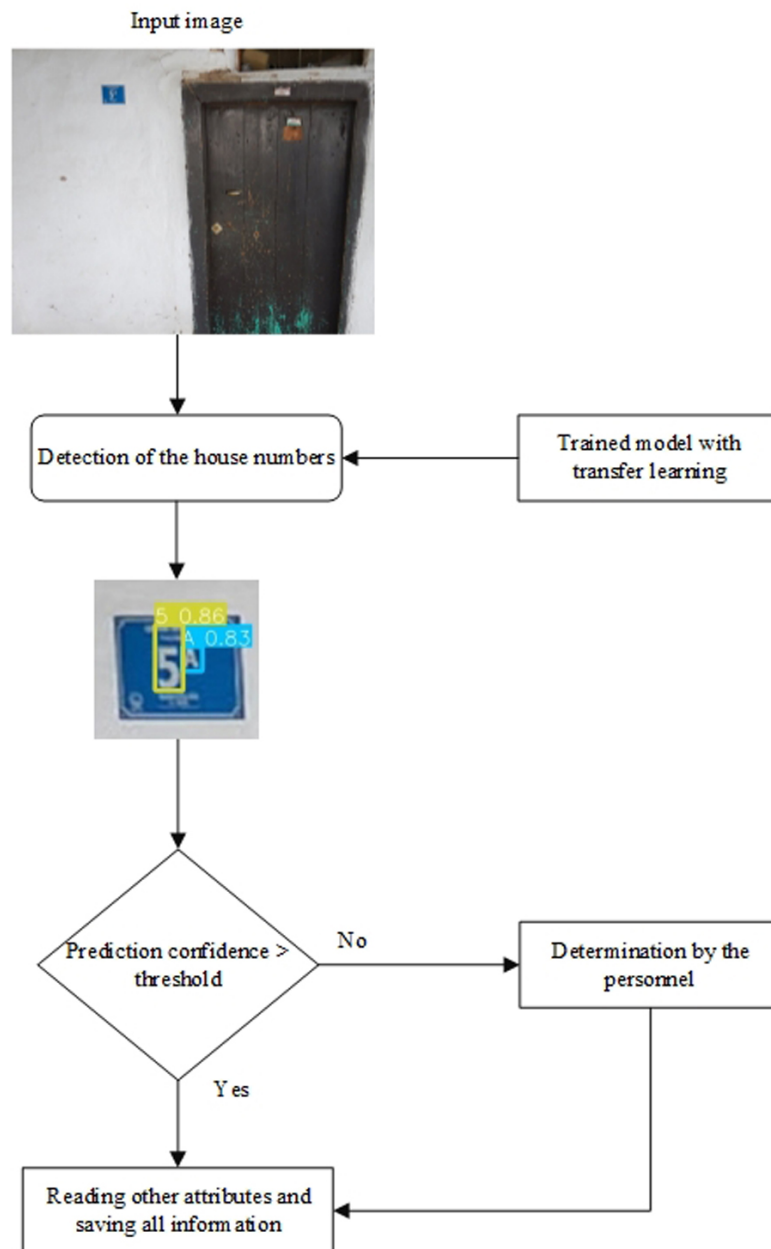 Input image
Detection of the house numbers
Trained model with
transfer learning
5 0.86
A 0.83
5 A
Prediction confidence >
threshold
No
Determination by the
personnel
Yes
Reading other attributes and
saving all information